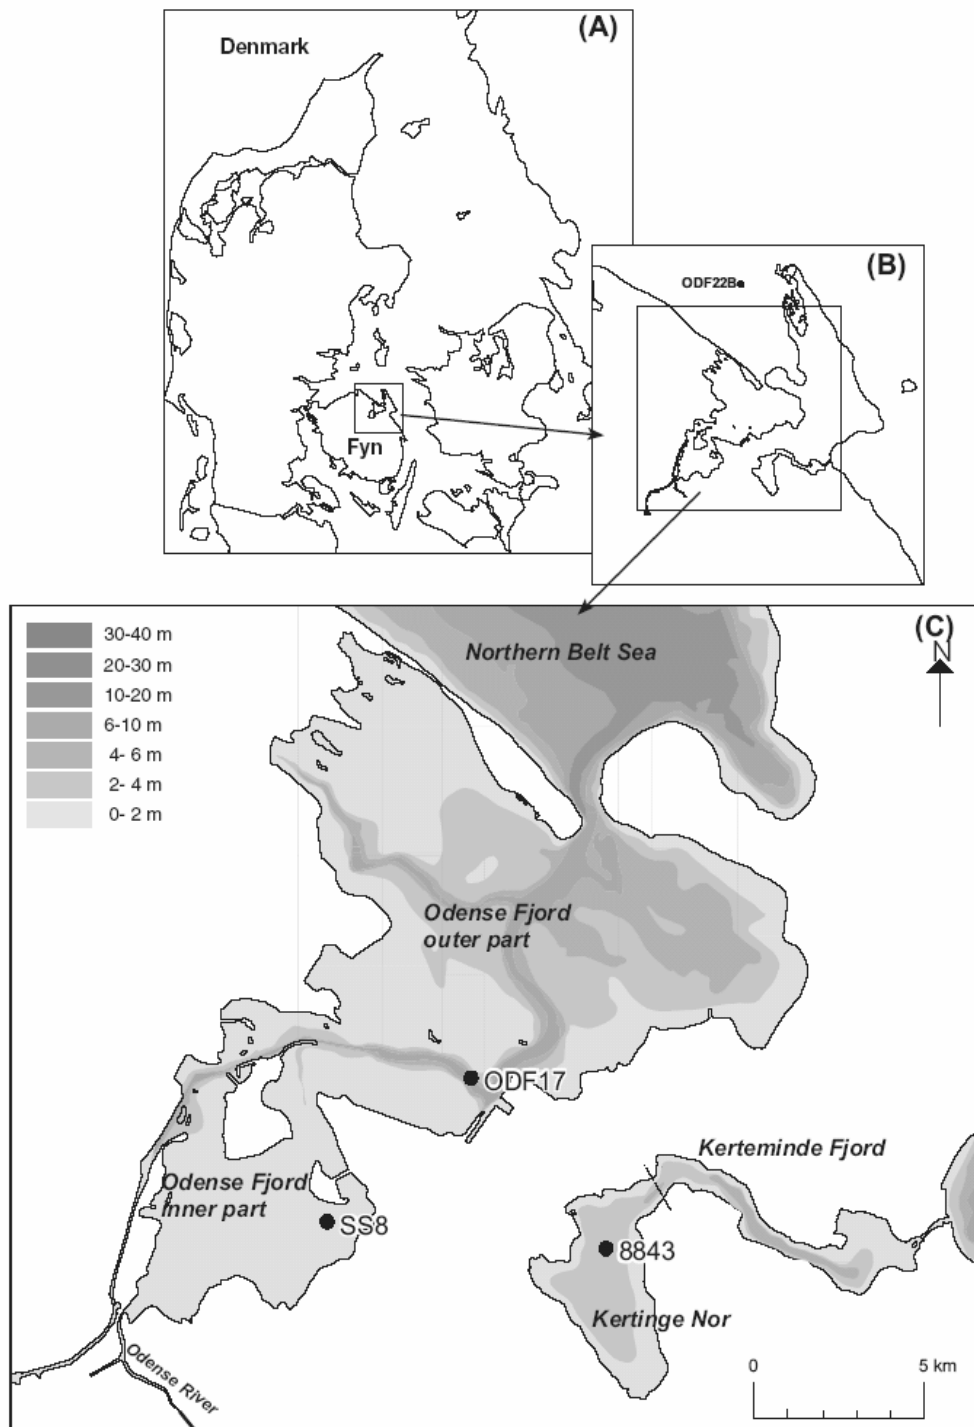 (A)
Denmark
Fyn
(B)
ODF22B
(C)
N
30-40 m
20-30 m
10-20 m
6-10 m
4- 6 m
2- 4 m
0- 2 m
Northern Belt Sea
Odense Fjord
outer part
ODF17
Odense Fjord
inner part
SS8
Kerteminde Fjord
8843
Kertinge Nor
Odense River
0
5 km